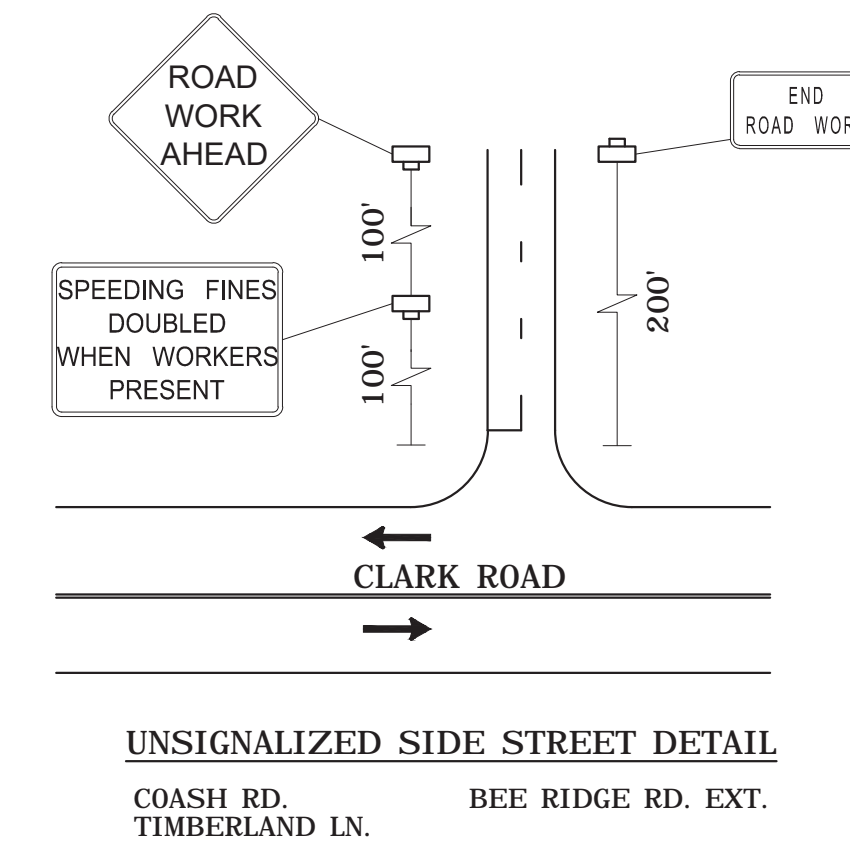 ROAD
WORK
AHEAD
END
ROAD WOR
100'
SPEEDING FINES
DOUBLED
WHEN WORKERS
PRESENT
100'
200'
CLARK ROAD
UNSIGNALIZED SIDE STREET DETAIL
COASH RD.
TIMBERLAND LN.
BEE RIDGE RD. EXT.